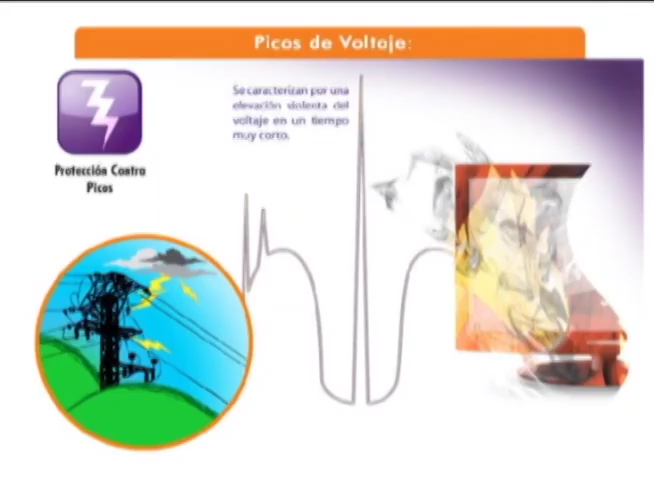 Picos de Voltaje:
Se caracterizan por una
elevación violenta del
voltaje en un tiempo
muy corto.
Protección Contra
Picos